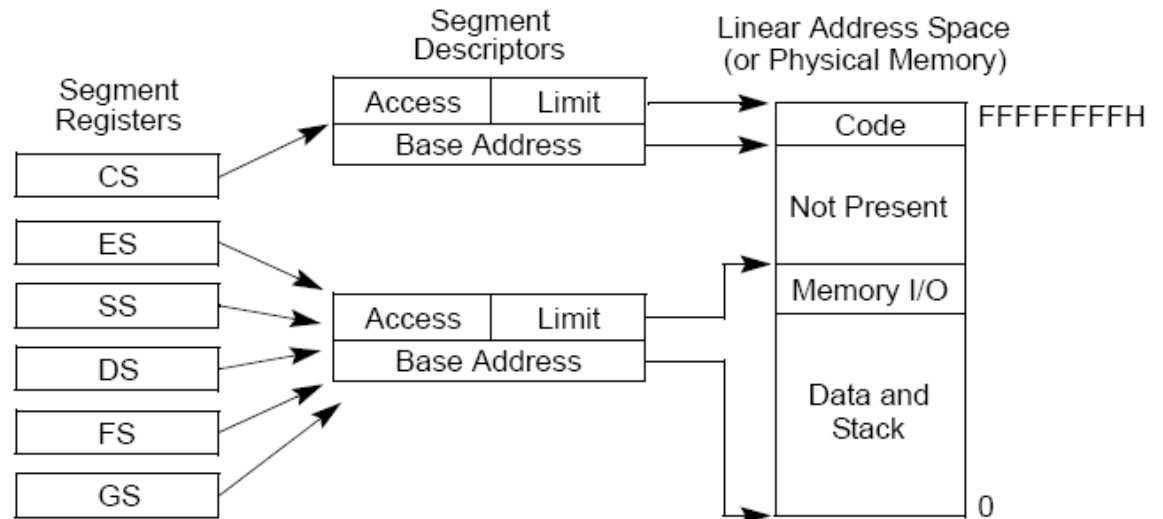 Segment
Registers
CS
ES
SS
DS
FS
GS
Segment
Descriptors
Access
Limit
Base Address
Access
Limit
Base Address
Linear Address Space
(or Physical Memory)
Code
Not Present
Memory I/O
Data and
Stack
FFFFFFFFH
0